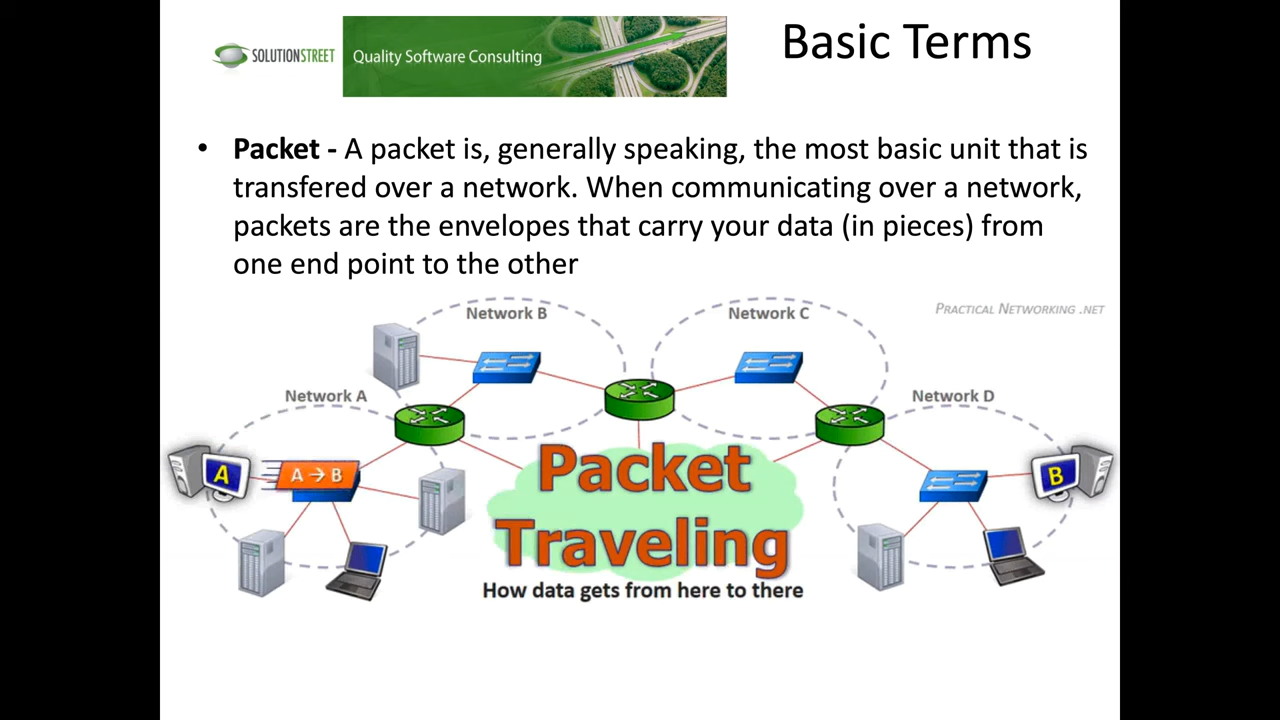 SOLUTIONSTREET
Quality Software Consulting
Basic Terms
• Packet - A packet is, generally speaking, the most basic unit that is
transfered over a network. When communicating over a network,
packets are the envelopes that carry your data (in pieces) from
one end point to the other
PRACTICAL NETWORKING .NET
Network B
Network C
Network A
Network D
A
A → B
B
Packet
Traveling
How data gets from here to there